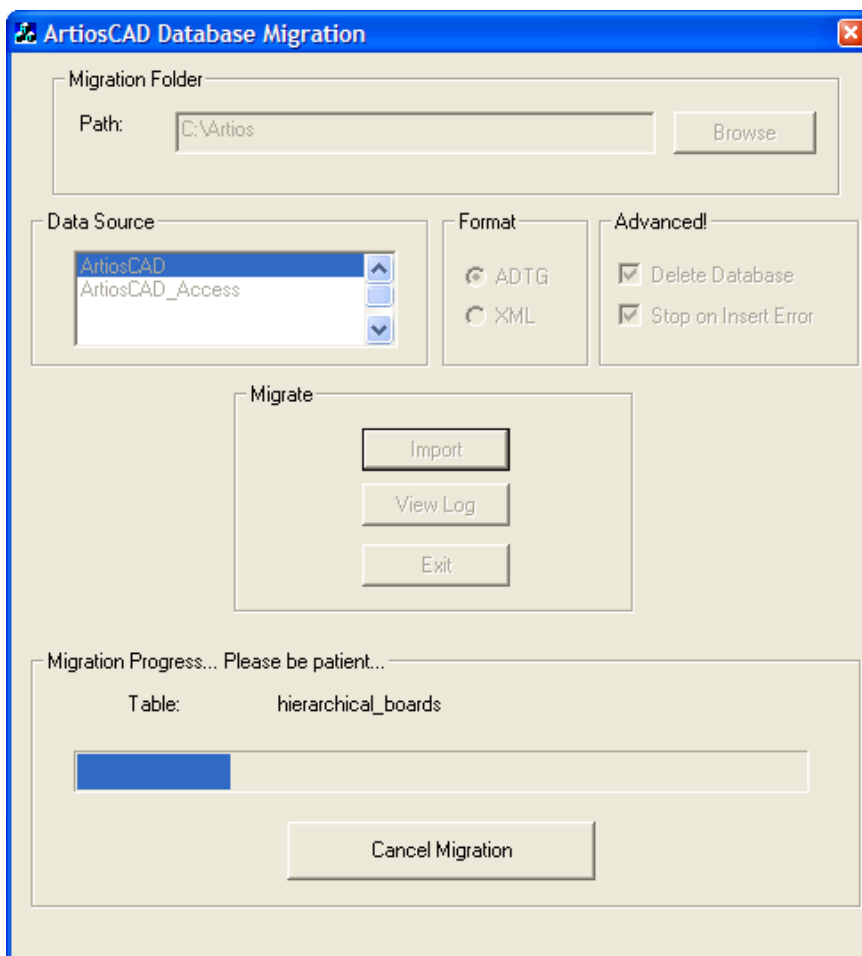 ArtiosCAD Database Migration
Migration Folder
Path: C:\Artios Browse
Data Source
ArtiosCAD
ArtiosCAD_Access
Format
ADTG
XML
Advanced!
Delete Database
Stop on Insert Error
Migrate
Import
View Log
Exit
Migration Progress... Please be patient...
Table: hierarchical_boards
Cancel Migration